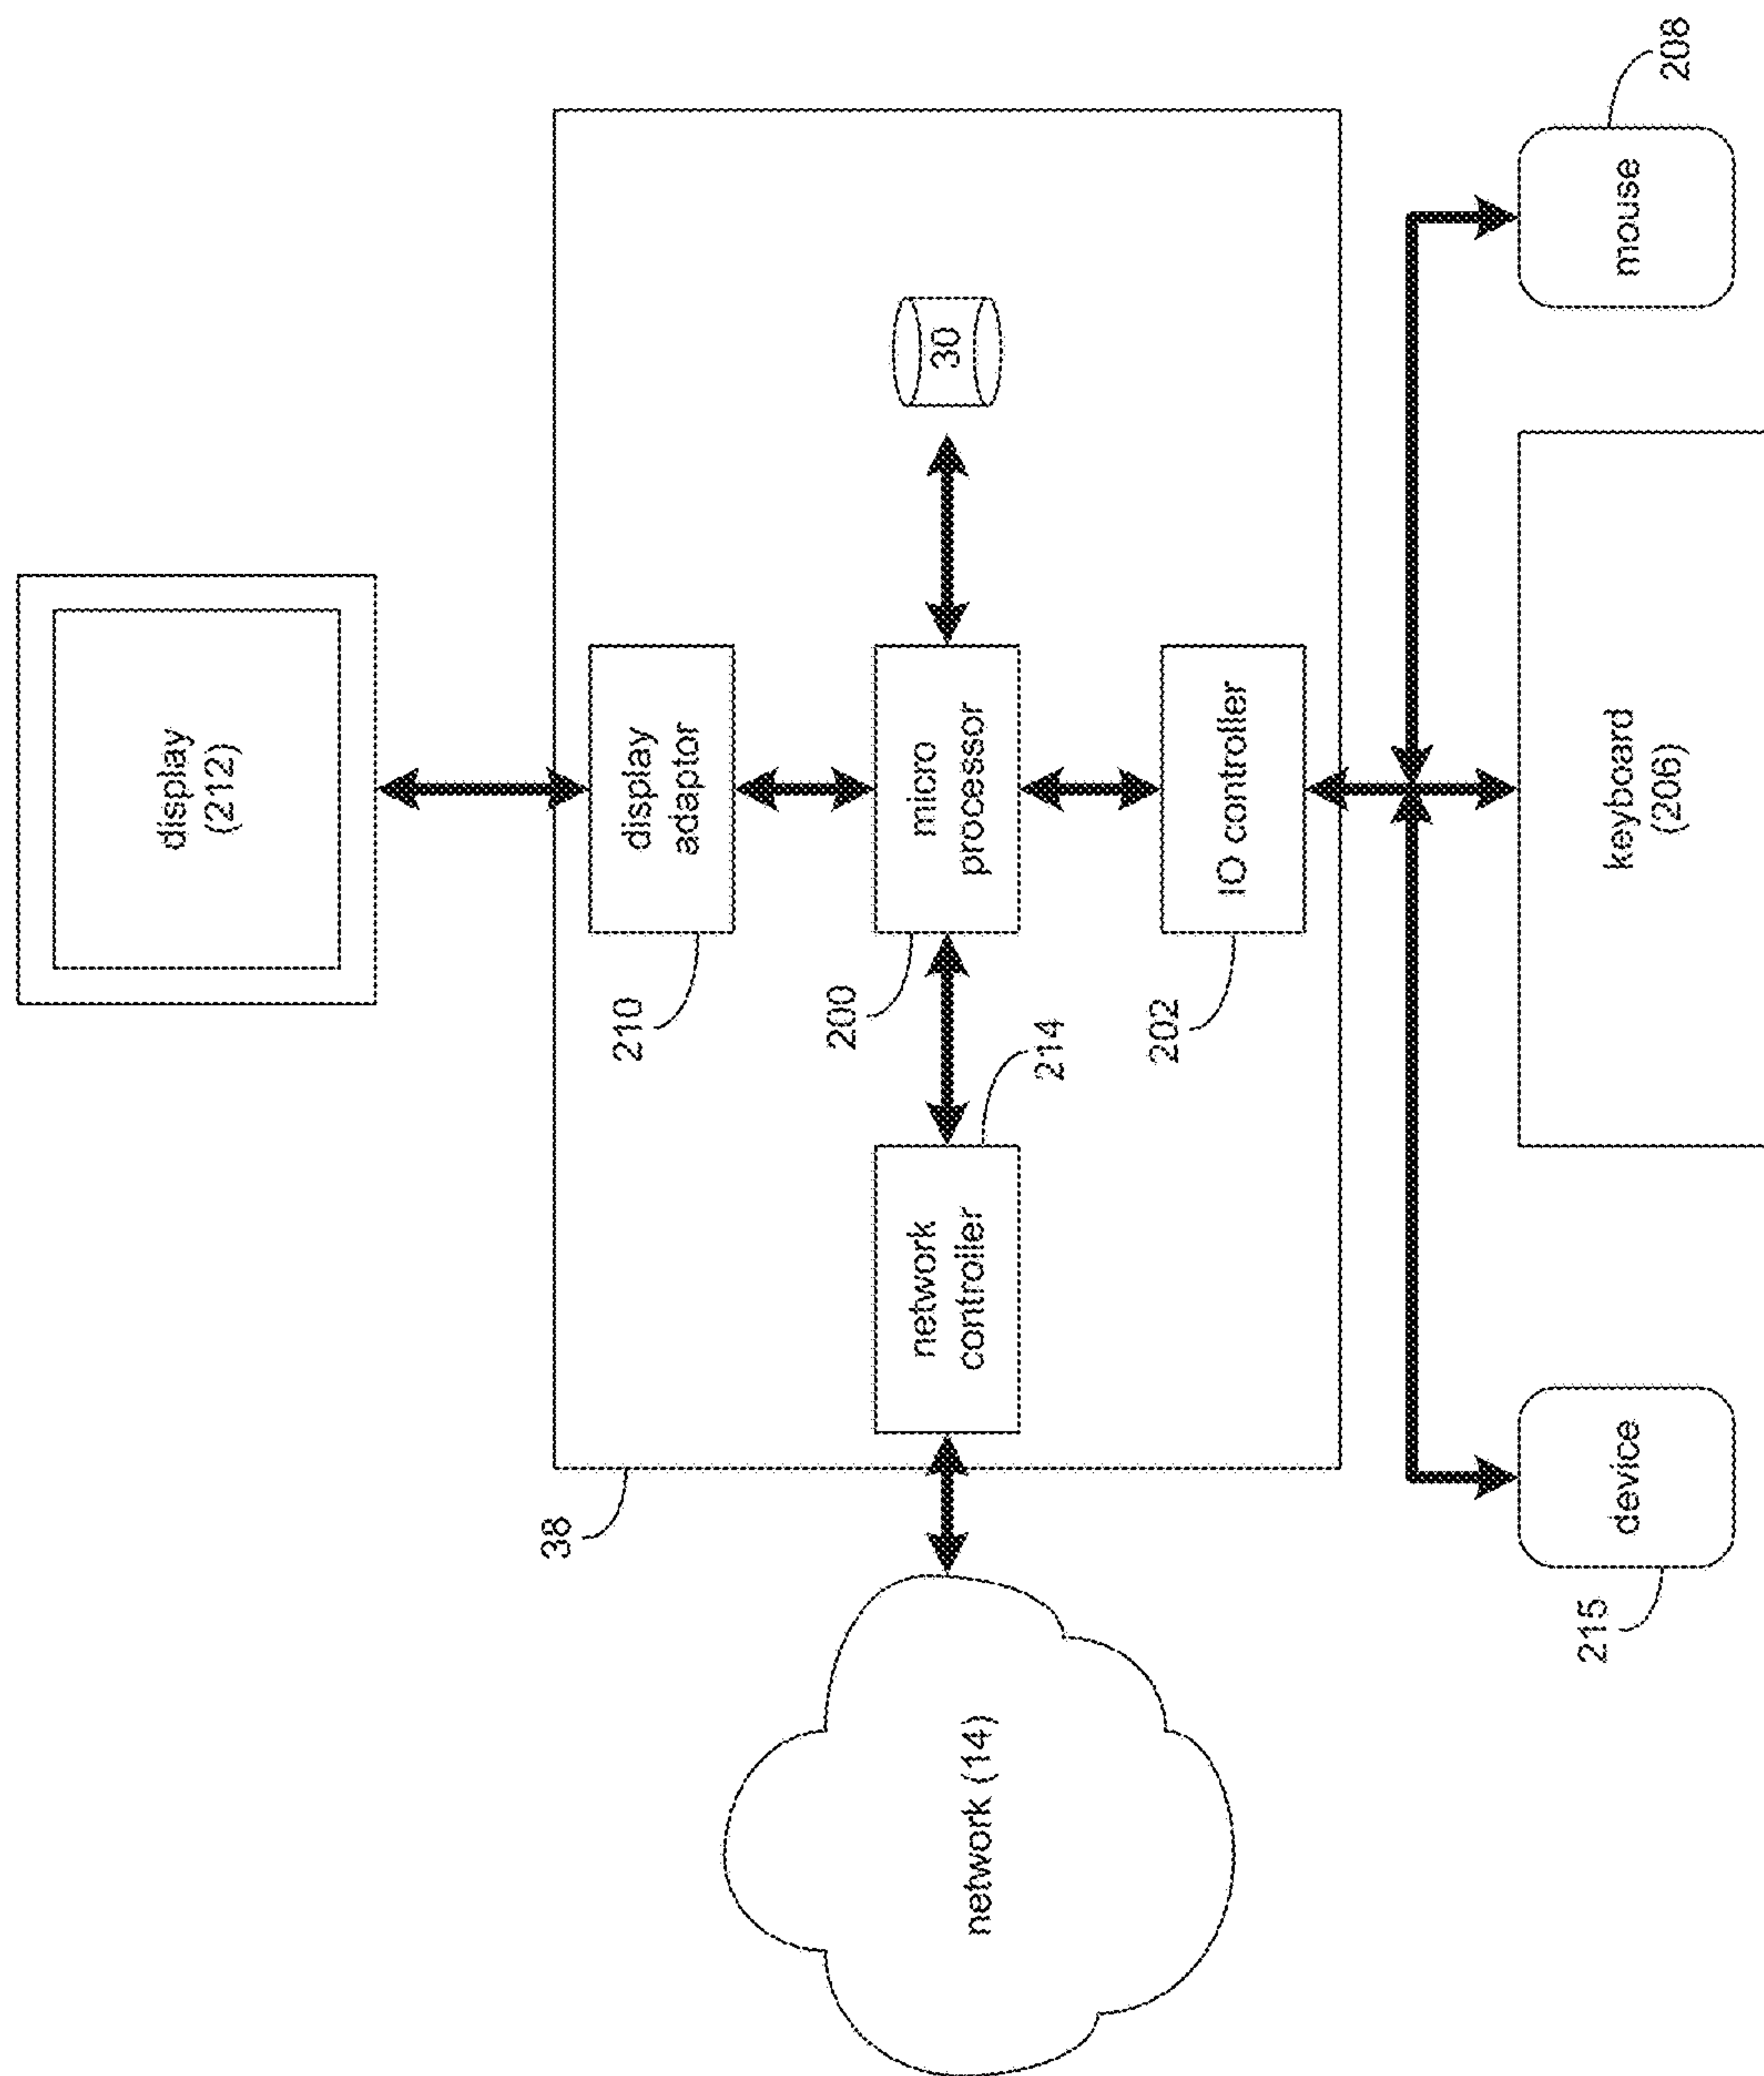 display
(212)
display
adaptor
210
micro
processor
200
30
network
controller
214
IO controller
202
38
network (14)
device
215
keyboard
(206)
mouse
208